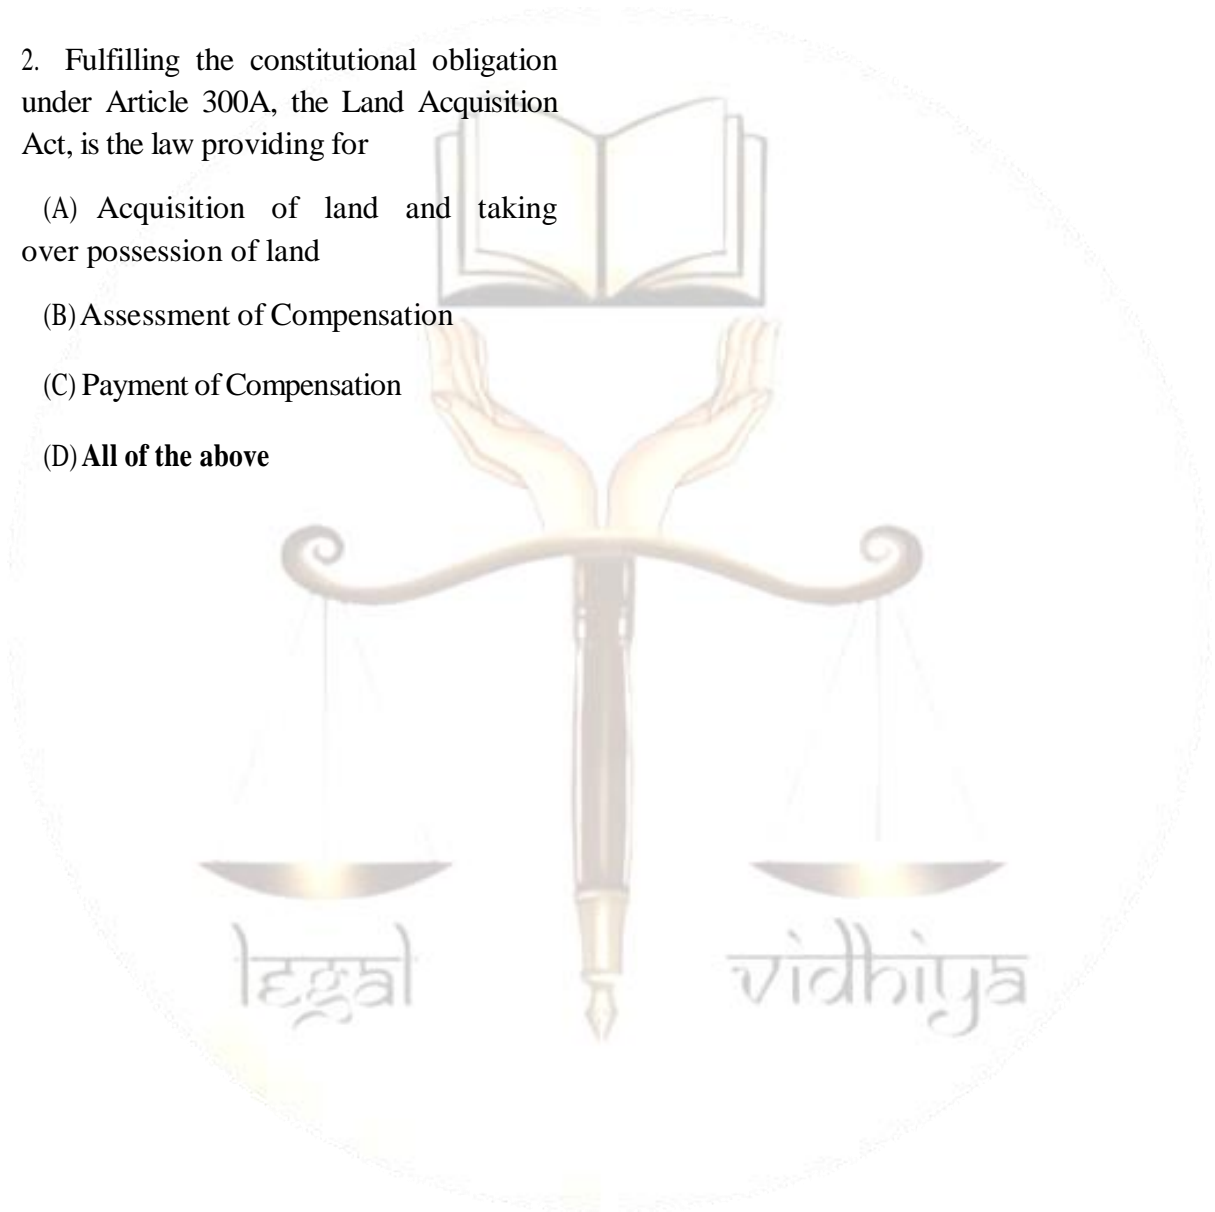 2. Fulfilling the constitutional obligation
under Article 300A, the Land Acquisition
Act, is the law providing for
(A) Acquisition of land and taking
over possession of land
(B) Assessment of Compensation
(C) Payment of Compensation
(D) All of the above
legal vidhiya